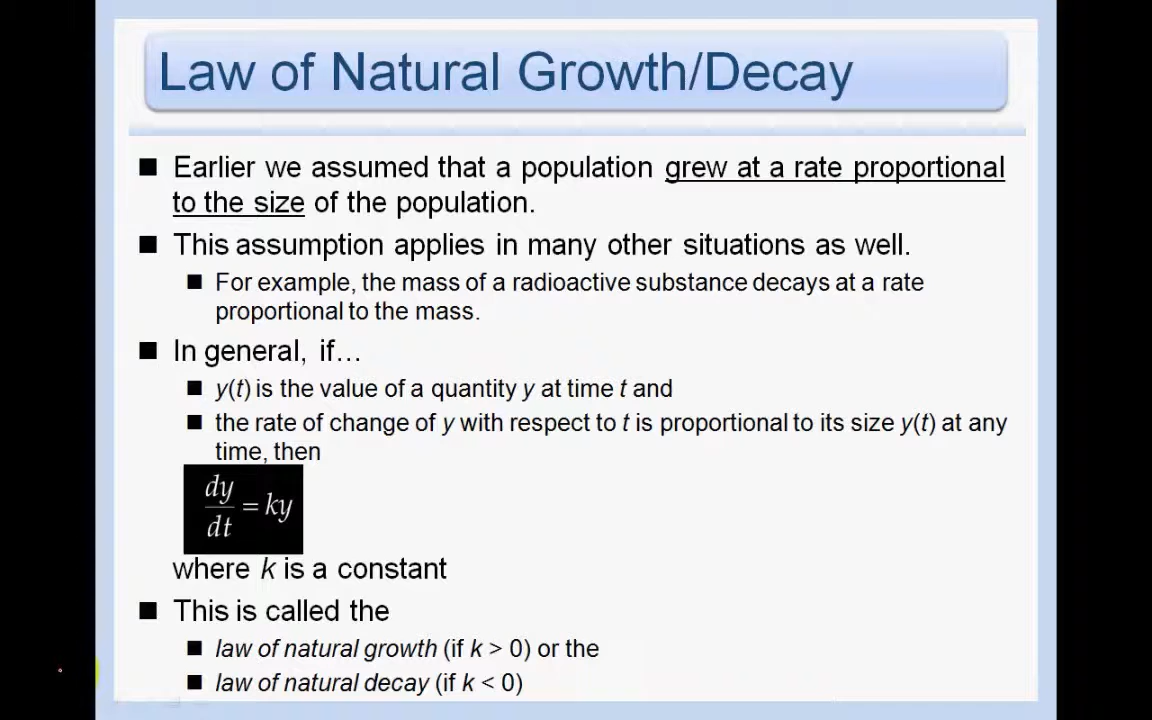 Law of Natural Growth/Decay
■ Earlier we assumed that a population grew at a rate proportional
to the size of the population.
■ This assumption applies in many other situations as well.
■ For example, the mass of a radioactive substance decays at a rate
proportional to the mass.
■ In general, if…
■ y(t) is the value of a quantity y at time t and
■ the rate of change of y with respect to t is proportional to its size y(t) at any
time, then
dy/dt = ky
where k is a constant
■ This is called the
■ law of natural growth (if k > 0) or the
■ law of natural decay (if k < 0)